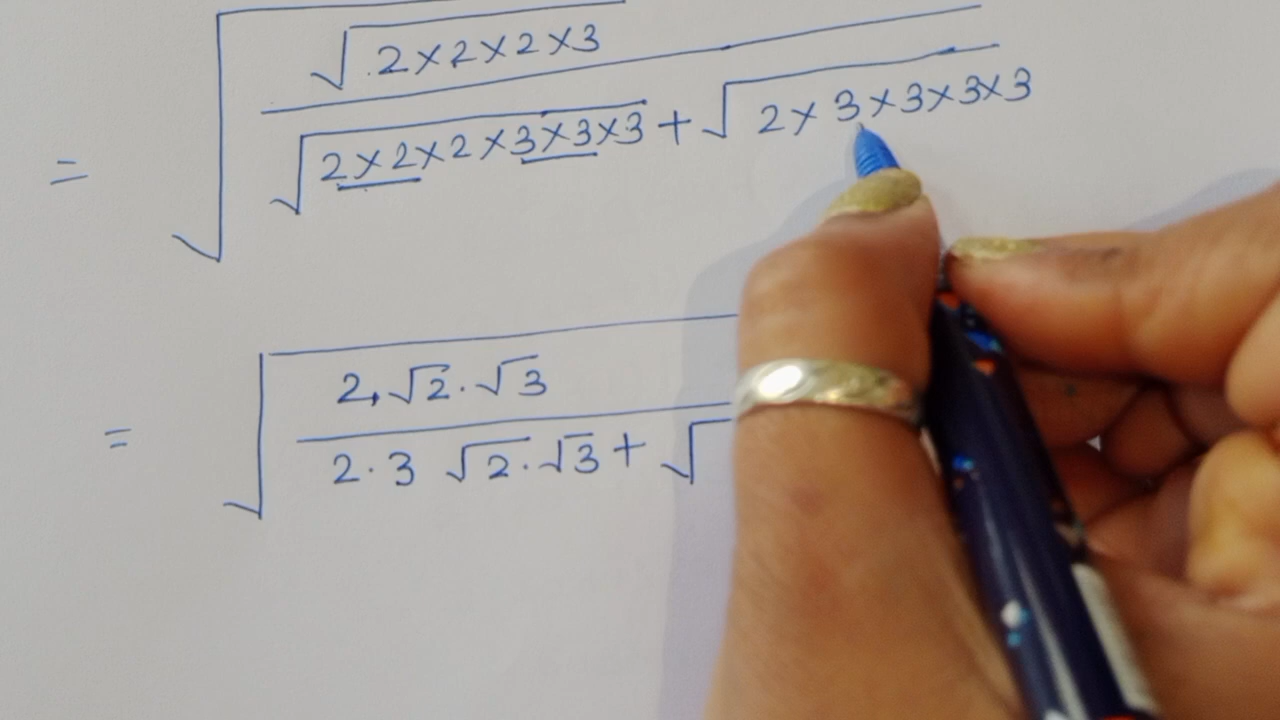 √2×2×2×3
= √ √2×2×2×3×3×3 + √2×3×3×3×3
2.√2.√3
= √ 2.3 √2.√3 + √